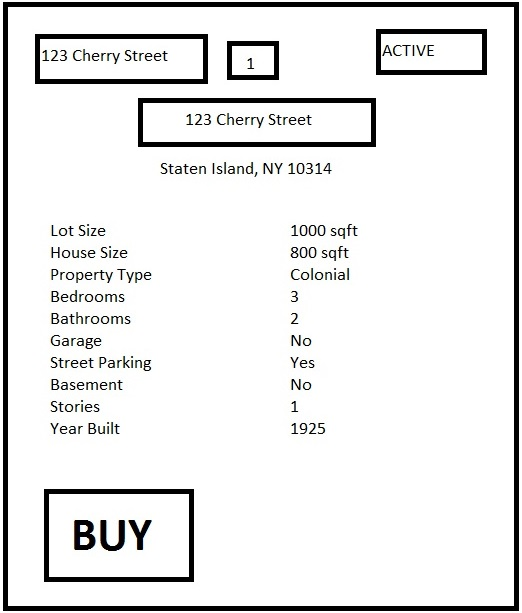 123 Cherry Street 1 ACTIVE
123 Cherry Street
Staten Island, NY 10314
Lot Size 1000 sqft
House Size 800 sqft
Property Type Colonial
Bedrooms 3
Bathrooms 2
Garage No
Street Parking Yes
Basement No
Stories 1
Year Built 1925
BUY